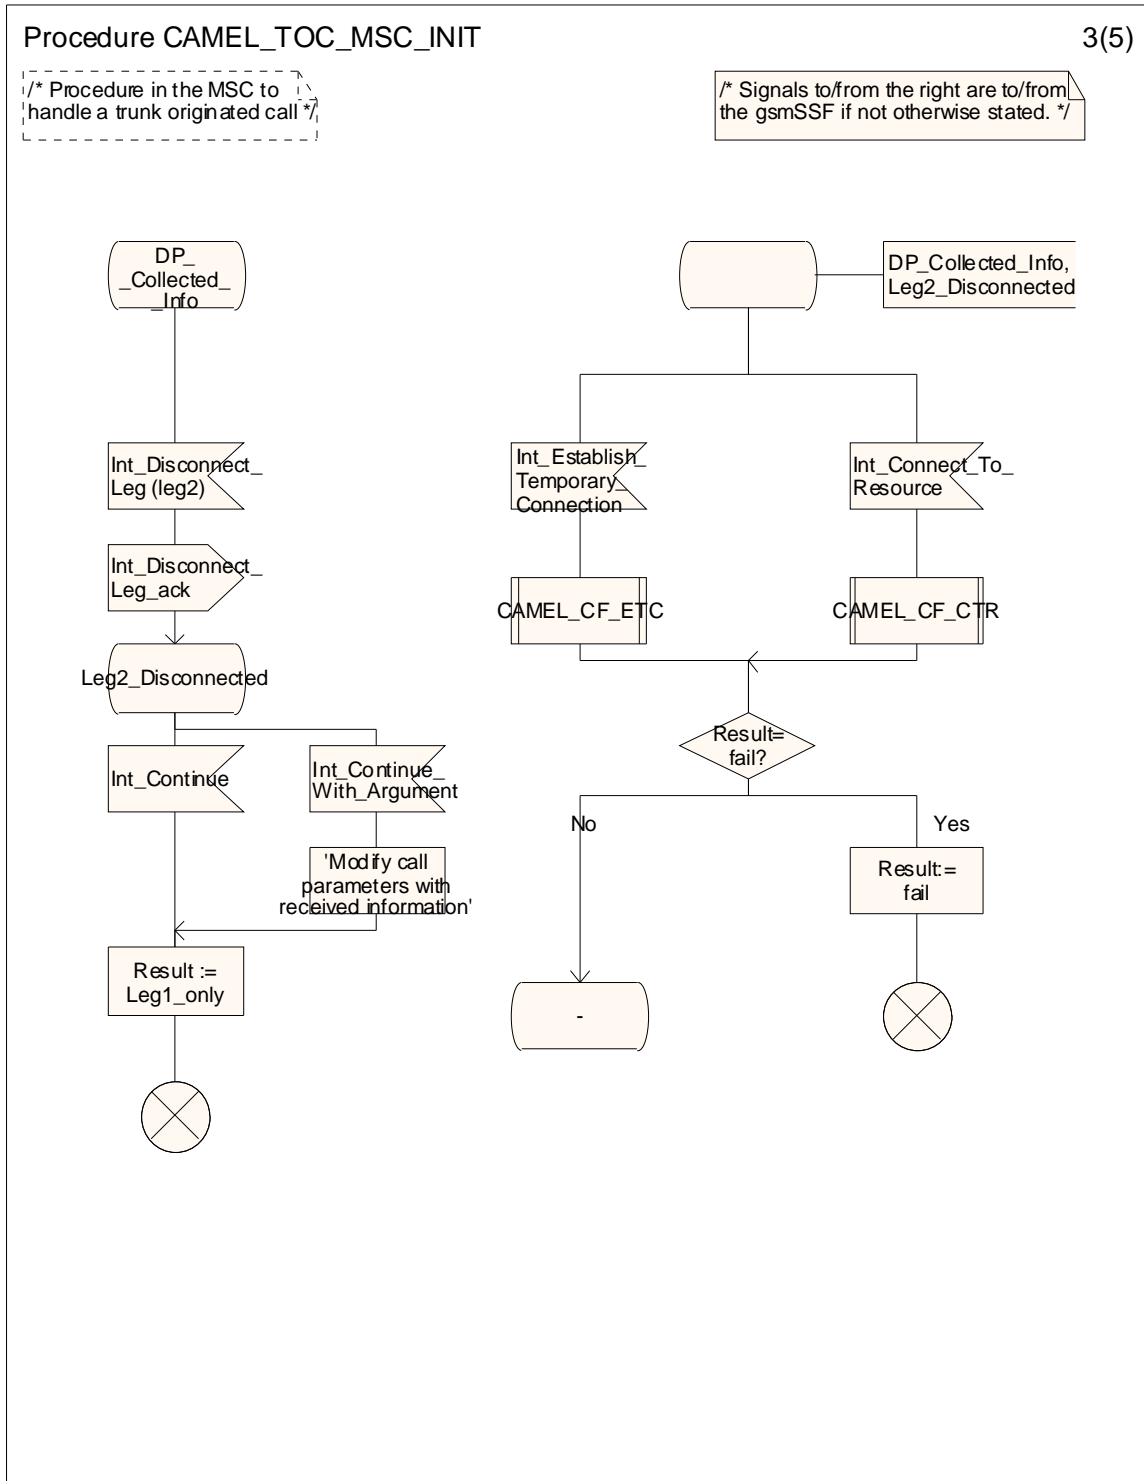 Procedure CAMEL_TOC_MSC_INIT
3(5)
/* Procedure in the MSC to
handle a trunk originated call */
/* Signals to/from the right are to/from
the gsmSSF if not otherwise stated. */
DP_
_Collected_
_Info
DP_Collected_Info,
Leg2_Disconnected
Int_Disconnect_
Leg (leg2)
Int_Establish_
Temporary_
Connection
Int_Connect_To_
Resource
Int_Disconnect_
Leg_ack
CAMEL_CF_ETC
CAMEL_CF_CTR
Leg2_Disconnected
Result=
fail?
Int_Continue
Int_Continue_
With_Argument
No
Yes
'Modify call
parameters with
received information'
Result:=
fail
Result :=
Leg1_only
-